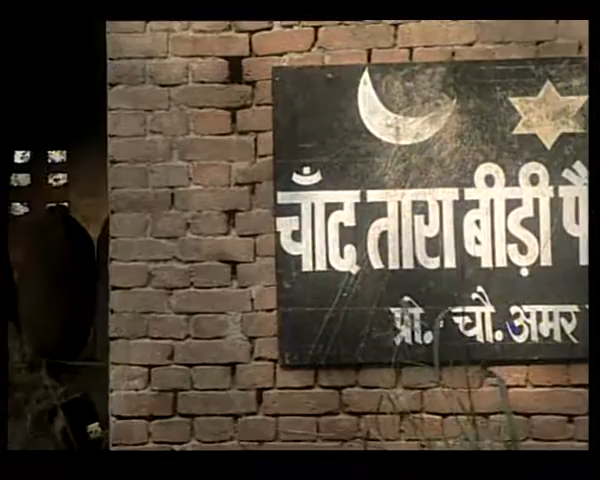 चाँद तारा बीड़ी
प्रो. चौ. अमर